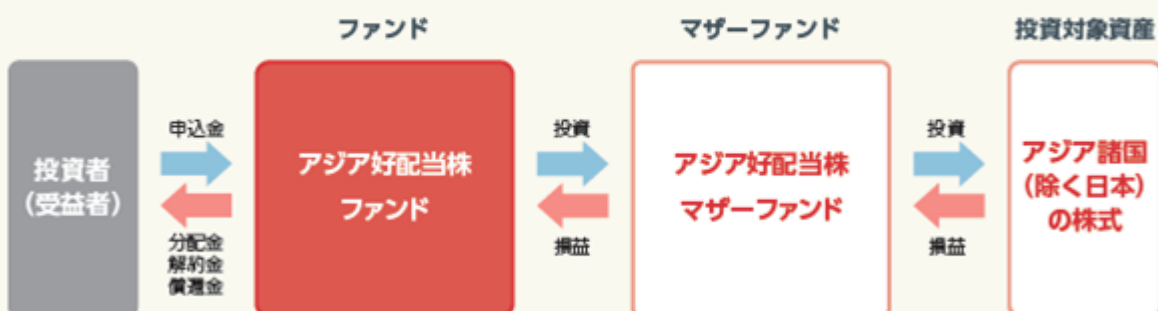 ファンド
マザーファンド
投資対象資産
投資者
（受益者）
申込金
分配金
解約金
償還金
アジア好配当株
ファンド
投資
損益
アジア好配当株
マザーファンド
投資
損益
アジア諸国
（除く日本）
の株式